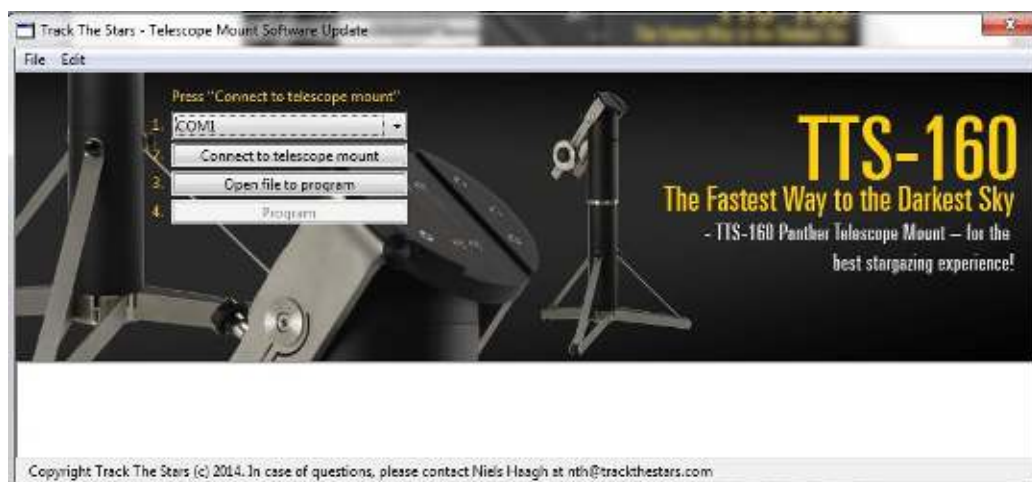 Track The Stars - Telescope Mount Software Update
File Edit
Press "Connect to telescope mount"
1. COM1
2. Connect to telescope mount
3. Open file to program
4. Program
TTS-160
The Fastest Way to the Darkest Sky
- TTS-160 Panther Telescope Mount – for the
best stargazing experience!
Copyright Track The Stars (c) 2014. In case of questions, please contact Niels Haagh at nth@trackthestars.com